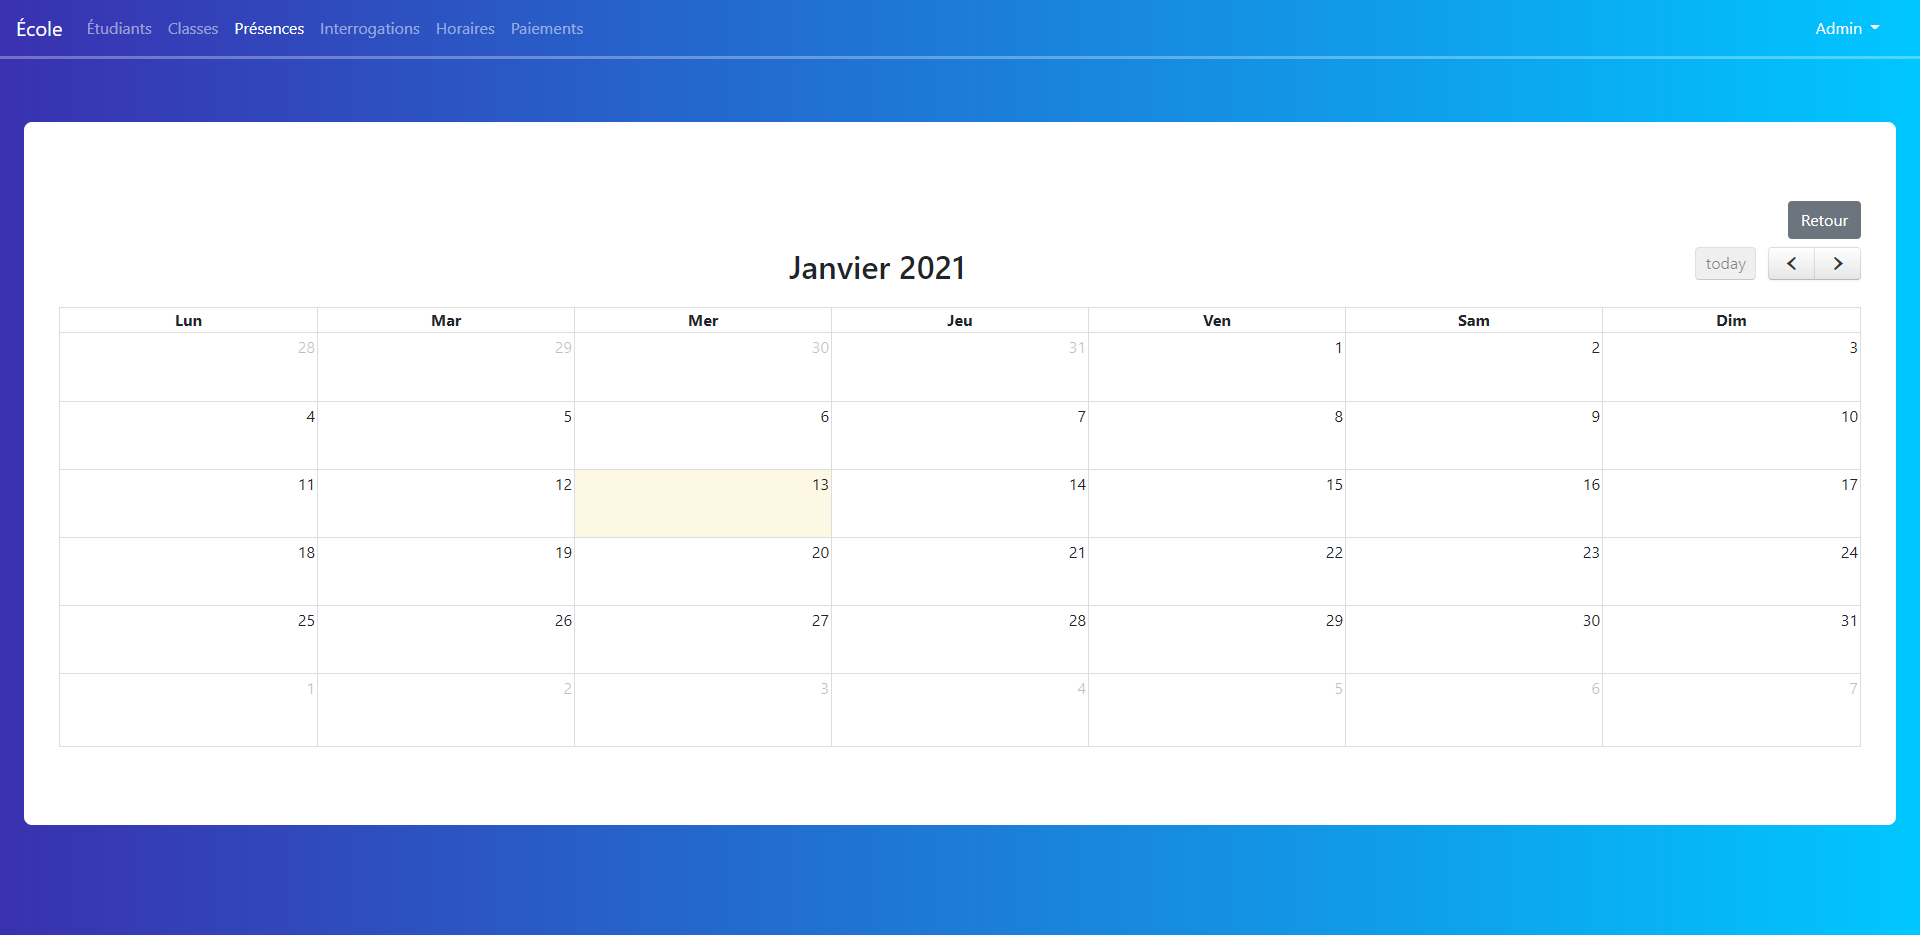 École Étudiants Classes Présences Interrogations Horaires Paiements Admin
Retour
Janvier 2021 today
Lun Mar Mer Jeu Ven Sam Dim
28 29 30 31 1 2 3
4 5 6 7 8 9 10
11 12 13 14 15 16 17
18 19 20 21 22 23 24
25 26 27 28 29 30 31
1 2 3 4 5 6 7